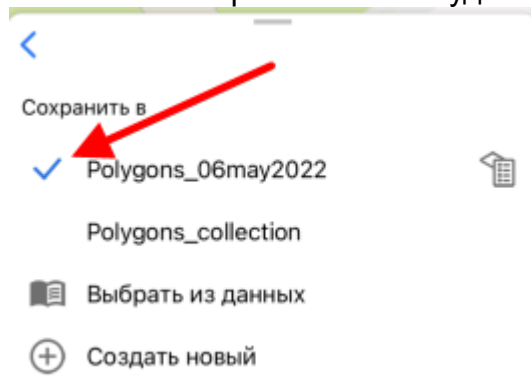 Сохранить в
Polygons_06may2022
Polygons_collection
Выбрать из данных
Создать новый